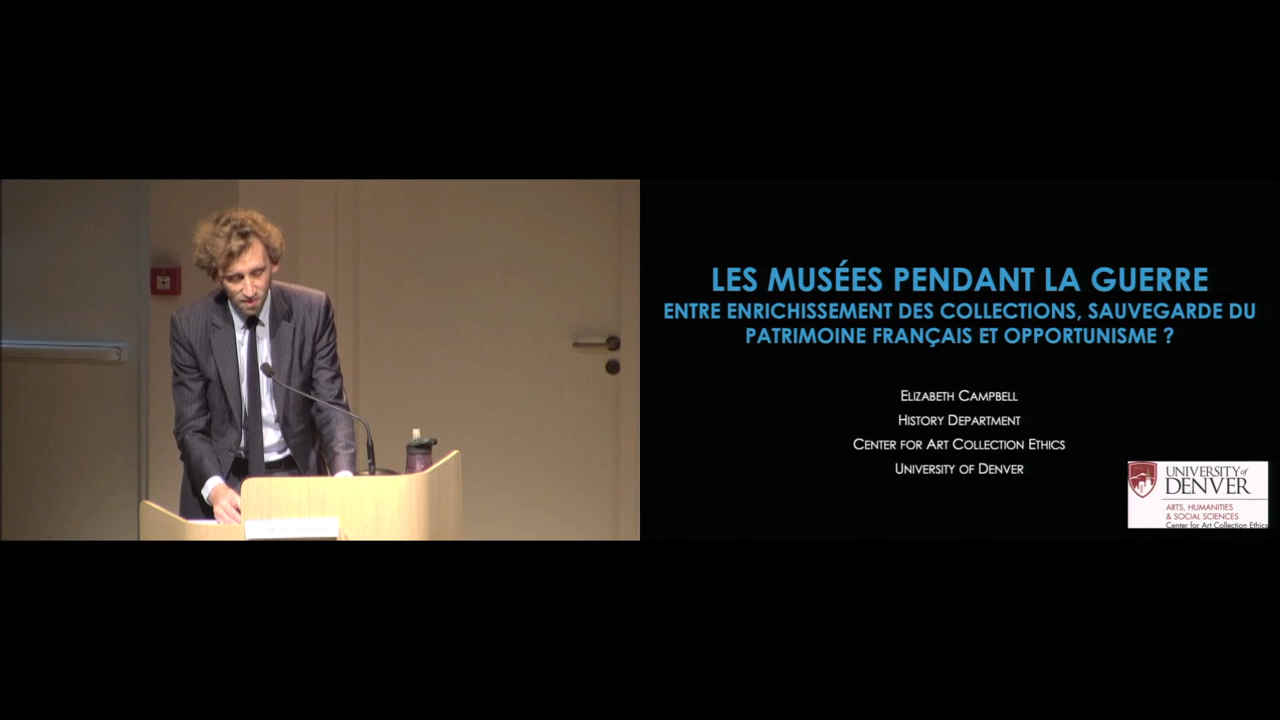 LES MUSÉES PENDANT LA GUERRE
ENTRE ENRICHISSEMENT DES COLLECTIONS, SAUVEGARDE DU
PATRIMOINE FRANÇAIS ET OPPORTUNISME ?
ELIZABETH CAMPBELL
HISTORY DEPARTMENT
CENTER FOR ART COLLECTION ETHICS
UNIVERSITY OF DENVER
UNIVERSITY of
DENVER
ARTS, HUMANITIES
& SOCIAL SCIENCES
Center for Art Collection Ethics